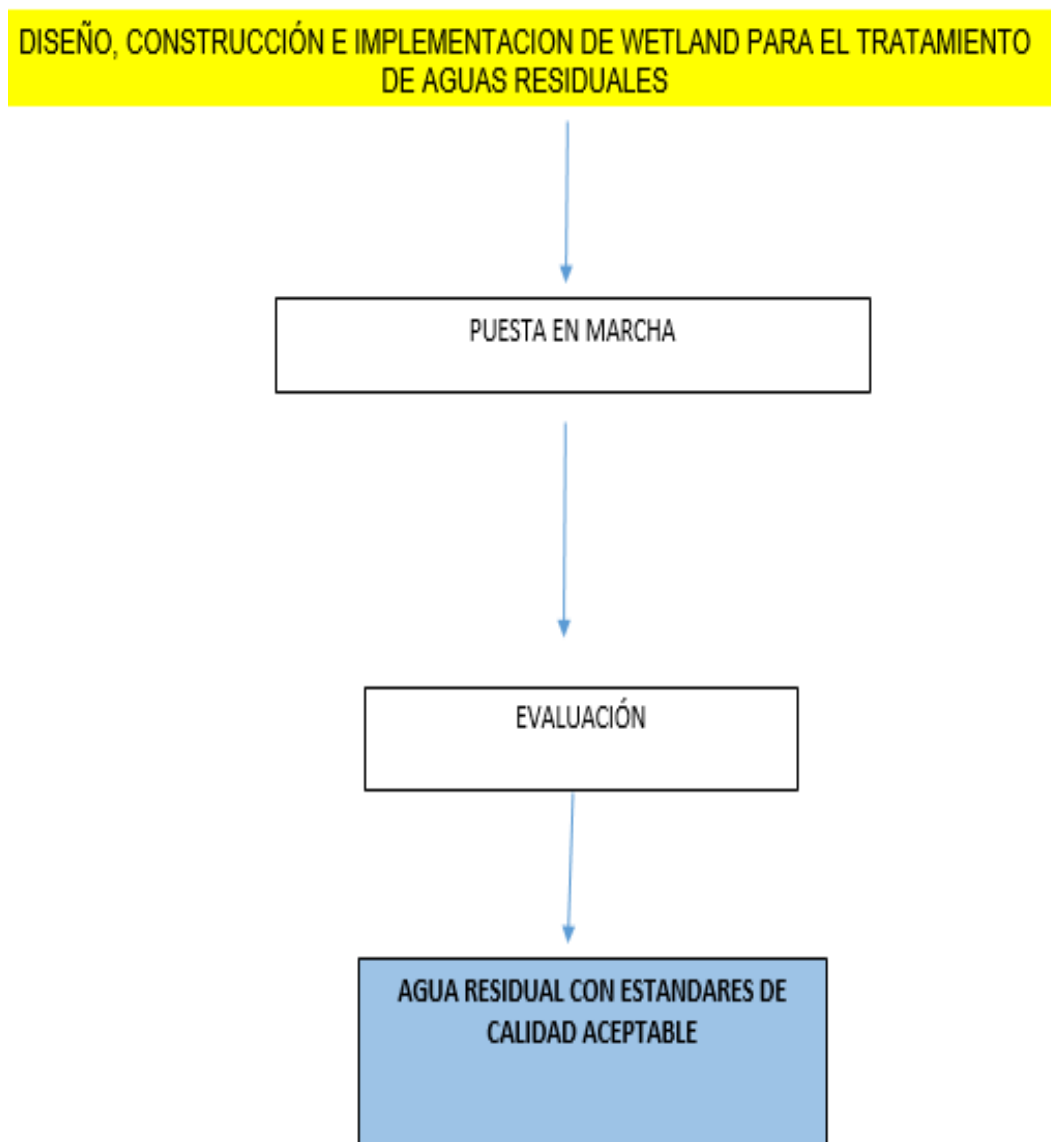 DISEÑO, CONSTRUCCIÓN E IMPLEMENTACION DE WETLAND PARA EL TRATAMIENTO
DE AGUAS RESIDUALES
PUESTA EN MARCHA
EVALUACIÓN
AGUA RESIDUAL CON ESTANDARES DE
CALIDAD ACEPTABLE